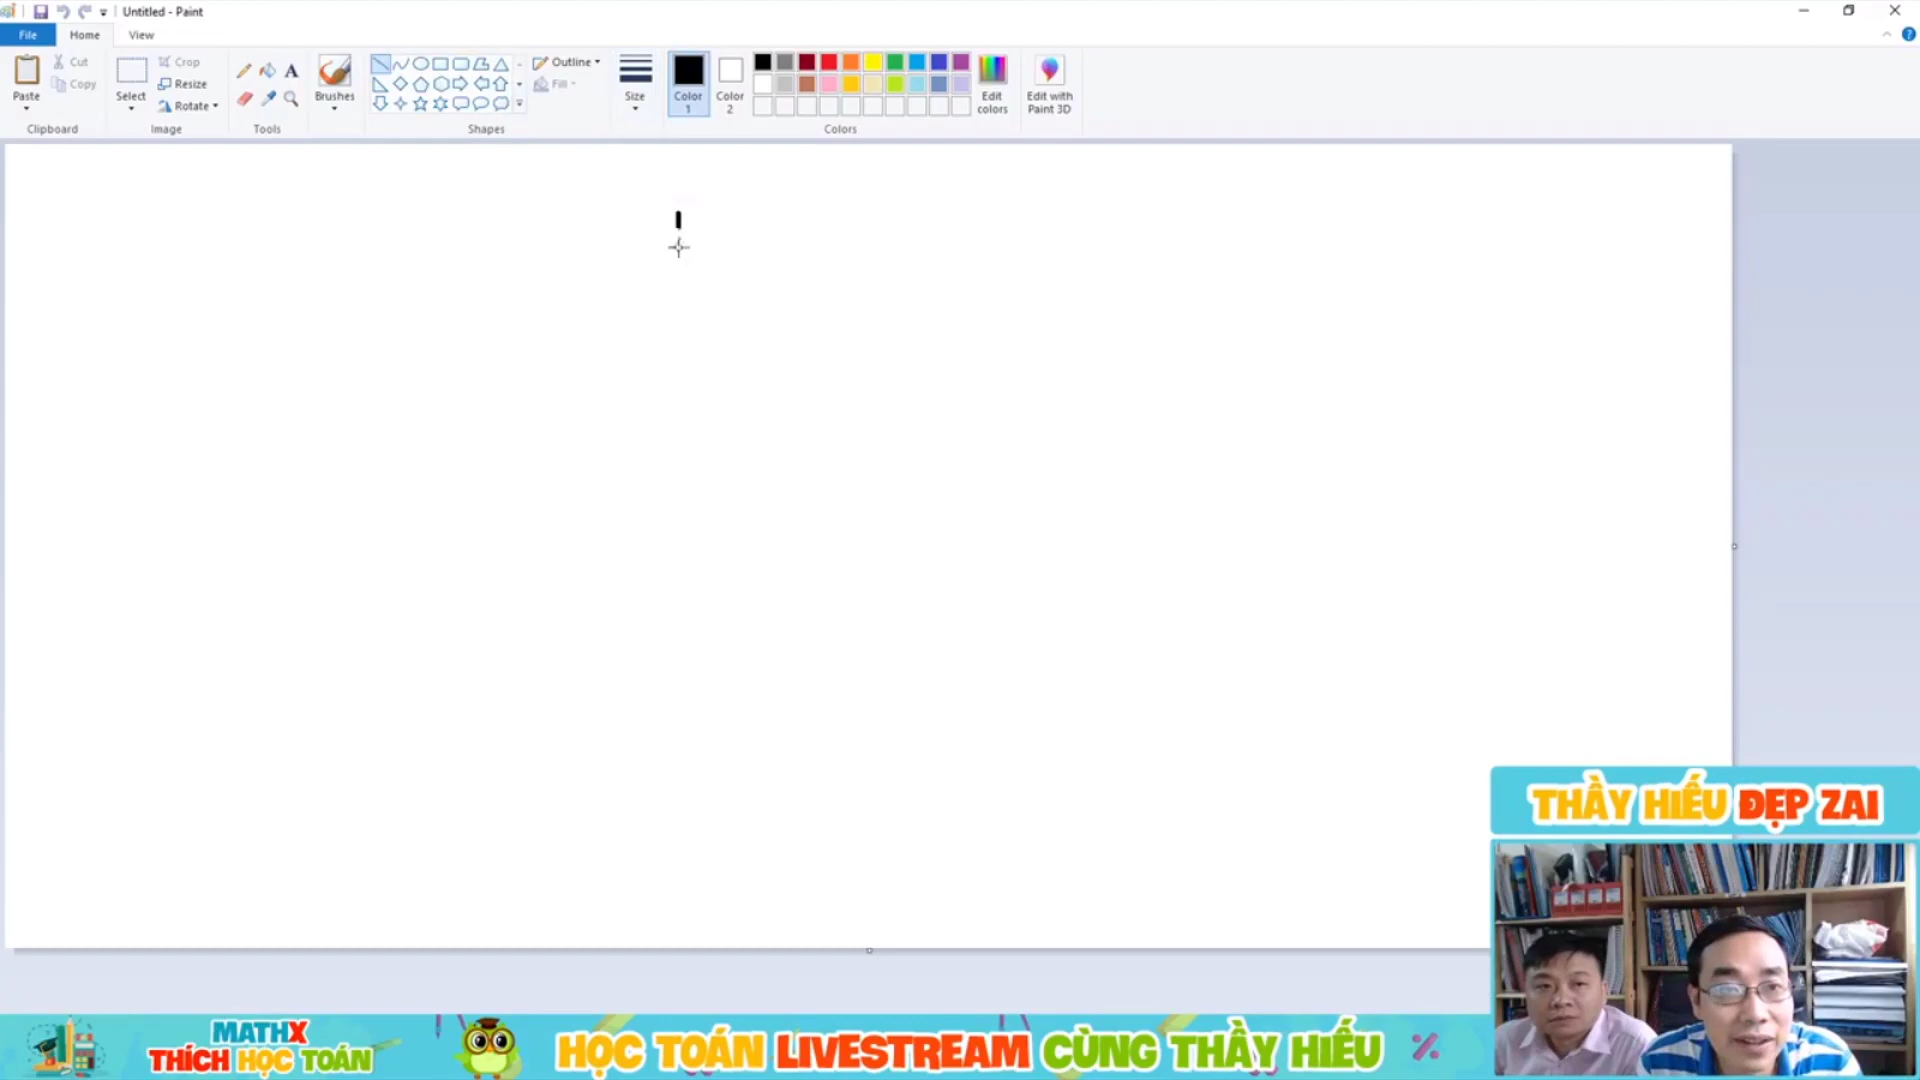 Untitled - Paint
File Home View
Paste
Cut
Copy
Clipboard
Select
Crop
Resize
Rotate
Image
A
Tools
Brushes
Shapes
Outline
Fill
Size
Color 1
Color 2
Edit colors
Colors
Edit with Paint 3D
THẦY HIẾU ĐẸP ZAI
MATHX
THÍCH HỌC TOÁN
HỌC TOÁN LIVESTREAM CÙNG THẦY HIẾU